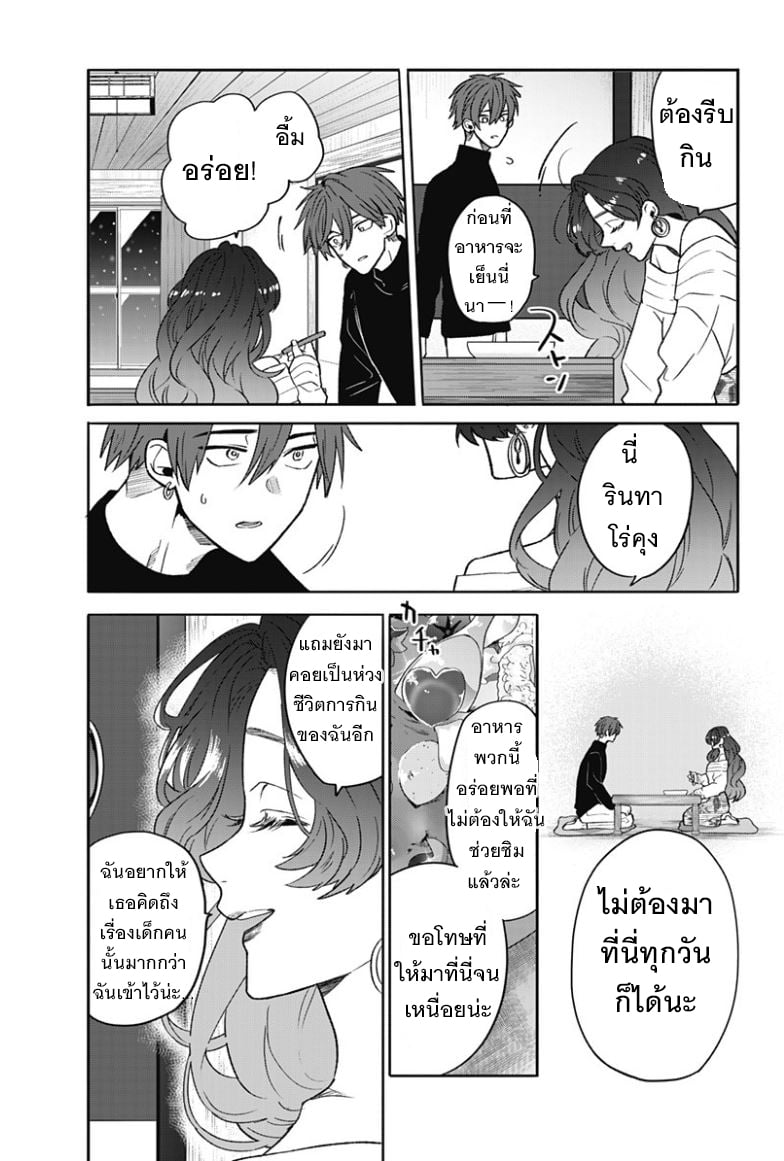 ต้องรีบ
กิน
ก่อนที่
อาหารจะ
เย็นนี่
นา一!
ストン
อื้ม
อร่อย!
นี่
รินทา
โร่คุง
ไม่ต้องมา
ที่นี่ทุกวัน
ก็ได้นะ
カチャ
อาหาร
พวกนี้
อร่อยพอที่
ไม่ต้องให้ฉัน
ช่วยชิม
แล้วล่ะ
ขอโทษที่
ให้มาที่นี่จน
เหนื่อยน่ะ
แถมยังมา
คอยเป็นห่วง
ชีวิตการกิน
ของฉันอีก
ฉันอยากให้
เธอคิดถึง
เรื่องเด็กคน
นั้นมากกว่า
ฉันเข้าไว้น่ะ...